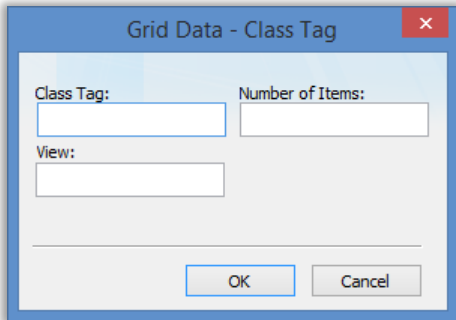 Grid Data - Class Tag
Class Tag: Number of Items:
View:
OK Cancel